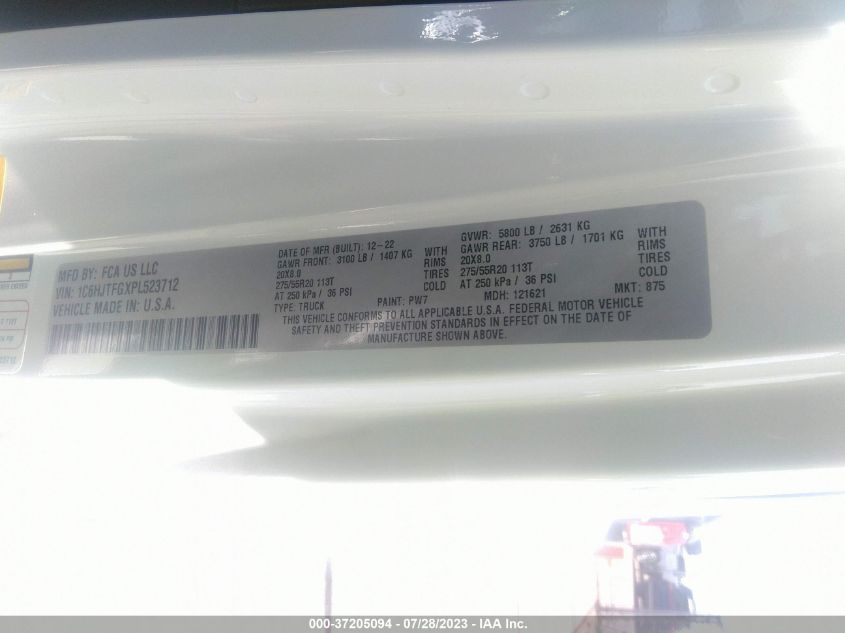 MFD BY: FCA US LLC
VIN: 1C6HJTFGXPL523712
VEHICLE MADE IN U.S.A.
DATE OF MFR (BUILT): 12-22
GAWR FRONT: 3100 LB / 1407 KG WITH
20X8.0 RIMS
275/55R20 113T TIRES
AT 250 kPa / 36 PSI COLD
GVWR: 5800 LB / 2631 KG
GAWR REAR: 3750 LB / 1701 KG WITH
20X8.0 RIMS
275/55R20 113T TIRES
AT 250 kPa / 36 PSI COLD
TYPE: TRUCK PAINT: PW7 MDH: 121621 MKT: 875
THIS VEHICLE CONFORMS TO ALL APPLICABLE U.S.A. FEDERAL MOTOR VEHICLE
SAFETY AND THEFT PREVENTION STANDARDS IN EFFECT ON THE DATE OF
MANUFACTURE SHOWN ABOVE.
000-37205094 - 07/28/2023 - IAA Inc.